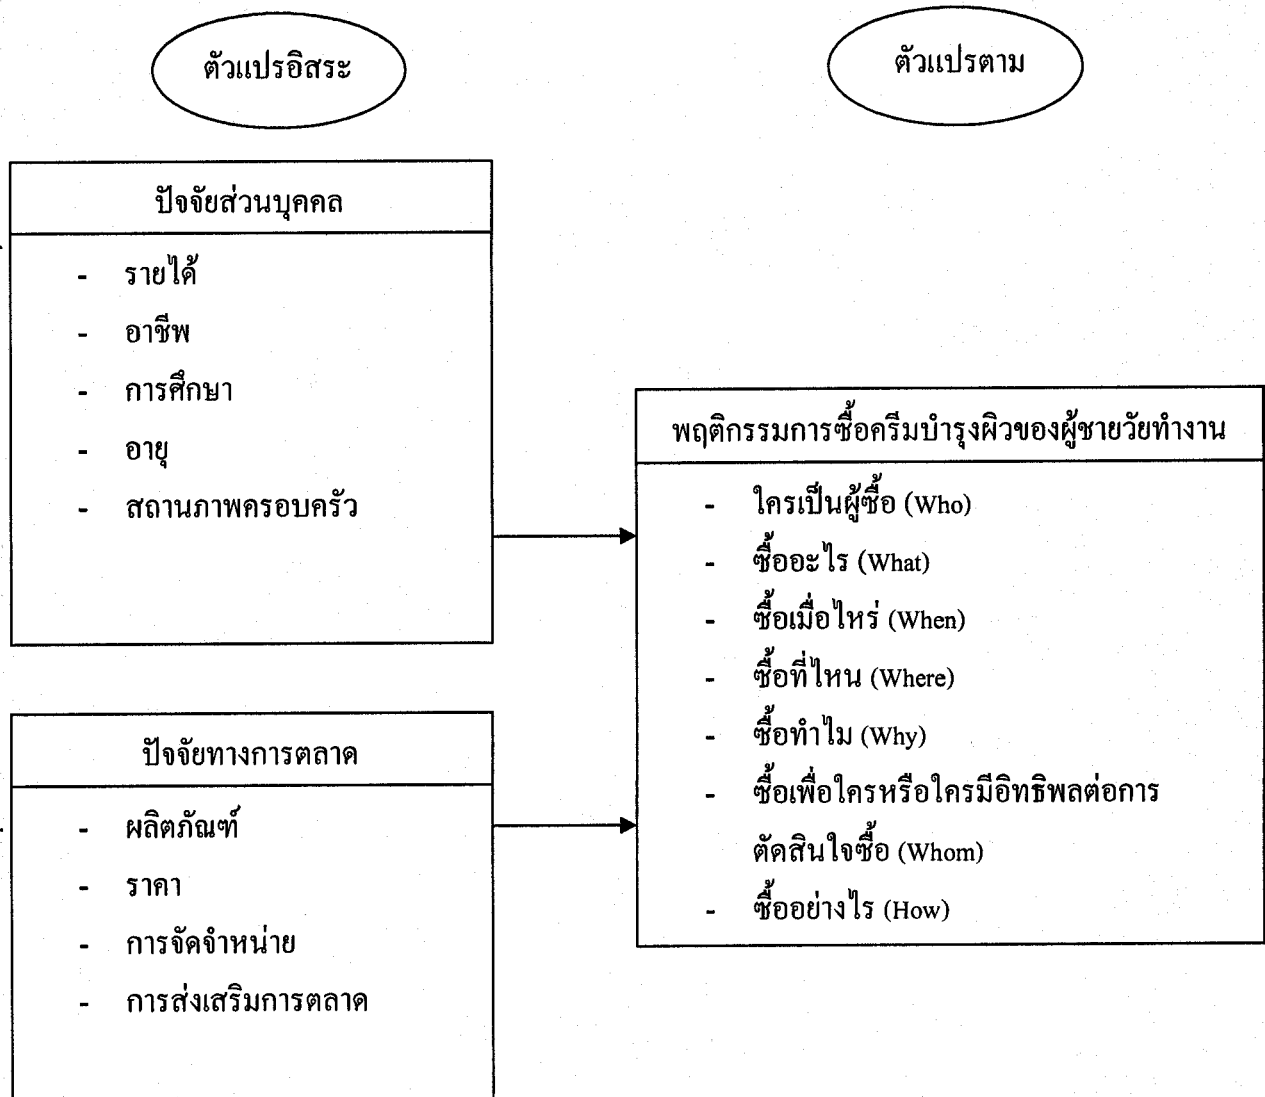 ตัวแปรอิสระ
ตัวแปรตาม
ปัจจัยส่วนบุคคล
- รายได้
- อาชีพ
- การศึกษา
- อายุ
- สถานภาพครอบครัว
ปัจจัยทางการตลาด
- ผลิตภัณฑ์
- ราคา
- การจัดจำหน่าย
- การส่งเสริมการตลาด
พฤติกรรมการซื้อครีมบำรุงผิวของผู้ชายวัยทำงาน
- ใครเป็นผู้ซื้อ (Who)
- ซื้ออะไร (What)
- ซื้อเมื่อไหร่ (When)
- ซื้อที่ไหน (Where)
- ซื้อทำไม (Why)
- ซื้อเพื่อใครหรือใครมีอิทธิพลต่อการ
ตัดสินใจซื้อ (Whom)
- ซื้ออย่างไร (How)